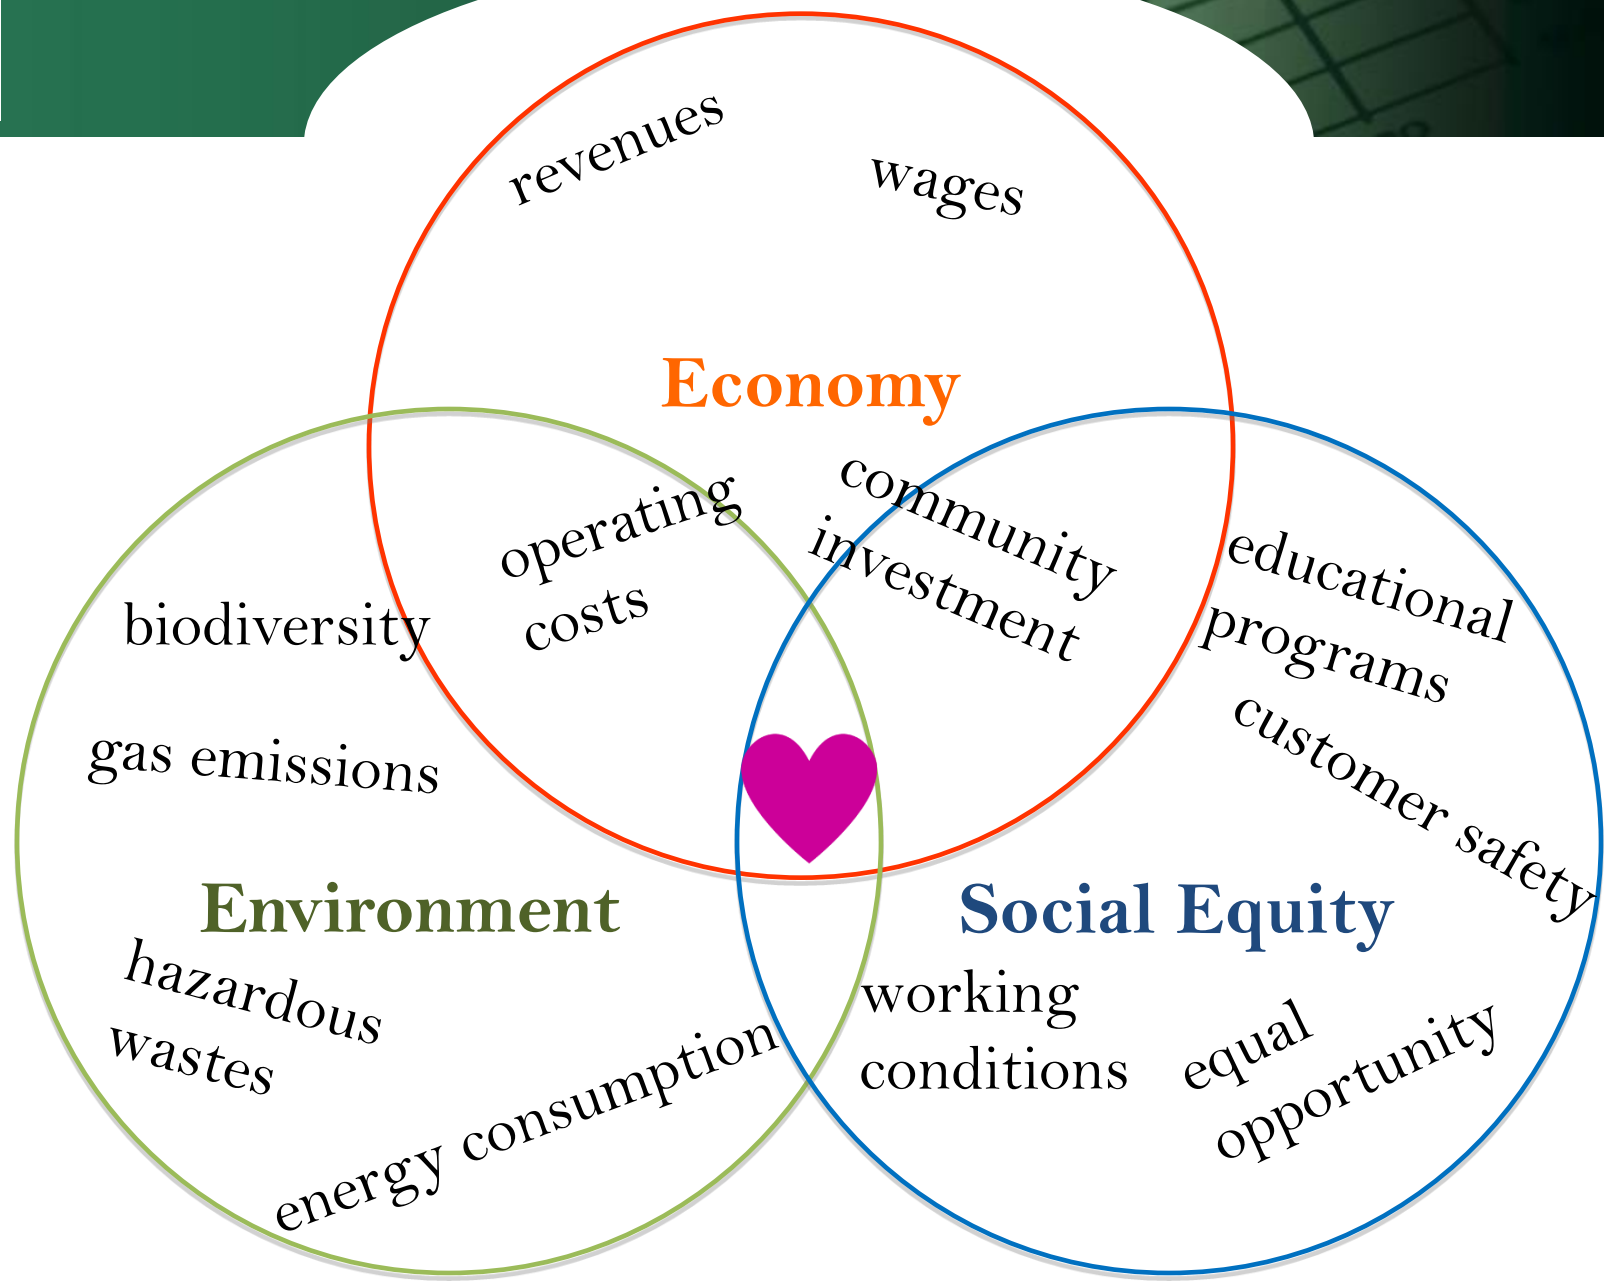 revenues
wages
Economy
operating
costs
community
investment
biodiversity
gas emissions
Environment
hazardous
wastes
energy consumption
educational
programs
customer safety
Social Equity
working
conditions
equal
opportunity